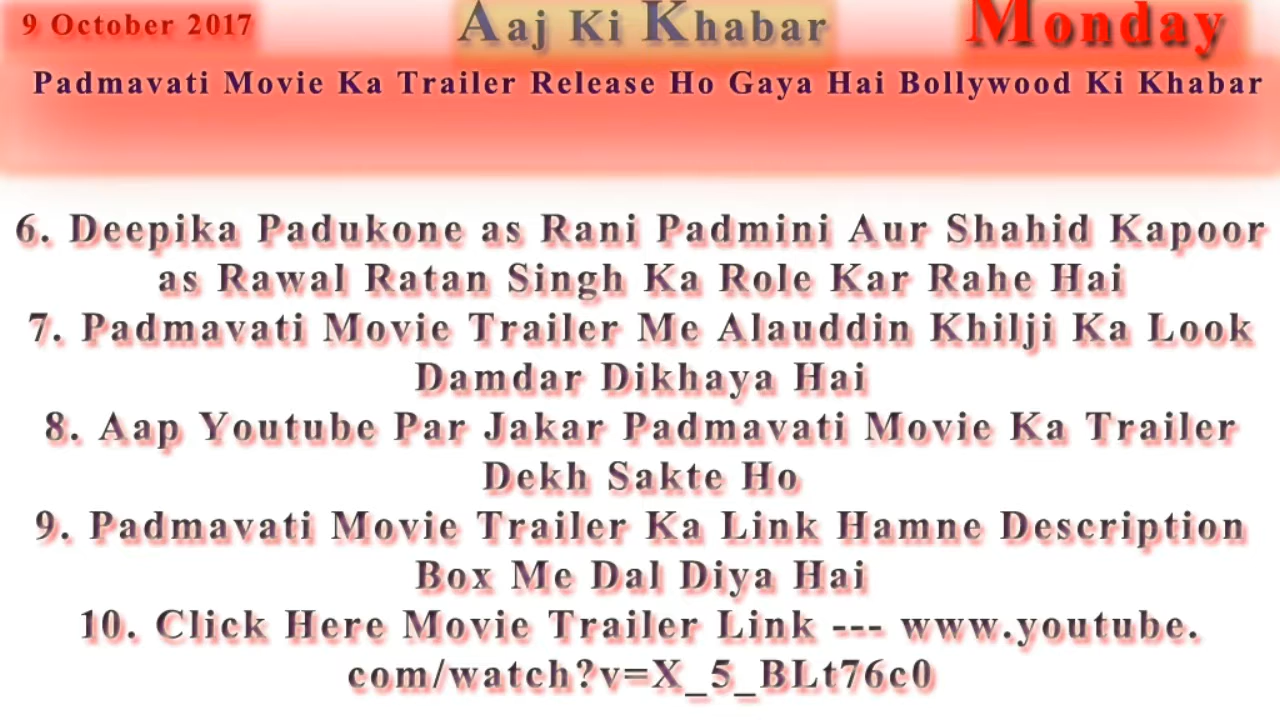 9 October 2017 Aaj Ki Khabar Monday
Padmavati Movie Ka Trailer Release Ho Gaya Hai Bollywood Ki Khabar
6. Deepika Padukone as Rani Padmini Aur Shahid Kapoor
as Rawal Ratan Singh Ka Role Kar Rahe Hai
7. Padmavati Movie Trailer Me Alauddin Khilji Ka Look
Damdar Dikhaya Hai
8. Aap Youtube Par Jakar Padmavati Movie Ka Trailer
Dekh Sakte Ho
9. Padmavati Movie Trailer Ka Link Hamne Description
Box Me Dal Diya Hai
10. Click Here Movie Trailer Link --- www.youtube.
com/watch?v=X_5_BLt76c0